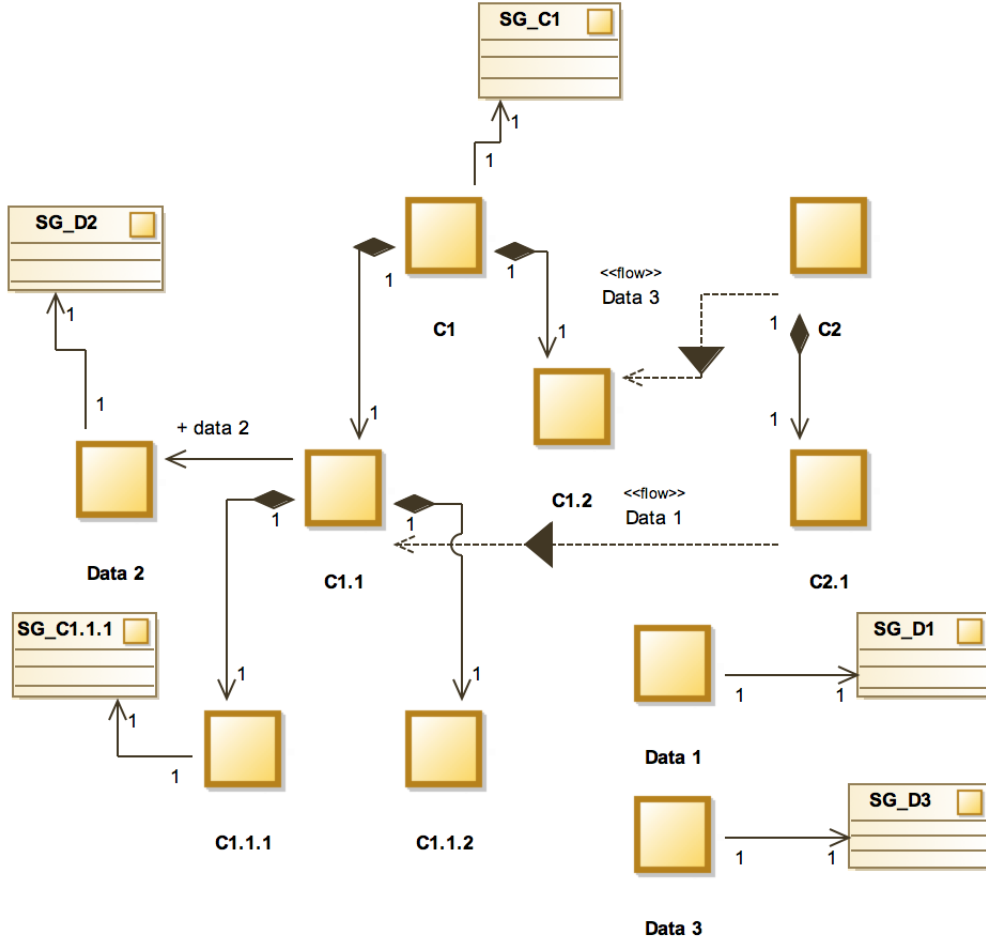 SG_C1
1
1
SG_D2
1
1
<<flow>>
Data 3
C1
1
C2
1
1
1
1
+ data 2
1
1
C1.2
<<flow>>
Data 1
1
1
Data 2
C1.1
C2.1
SG_C1.1.1
SG_D1
1
1
1
1
1
1
Data 1
C1.1.1
C1.1.2
SG_D3
1
1
Data 3